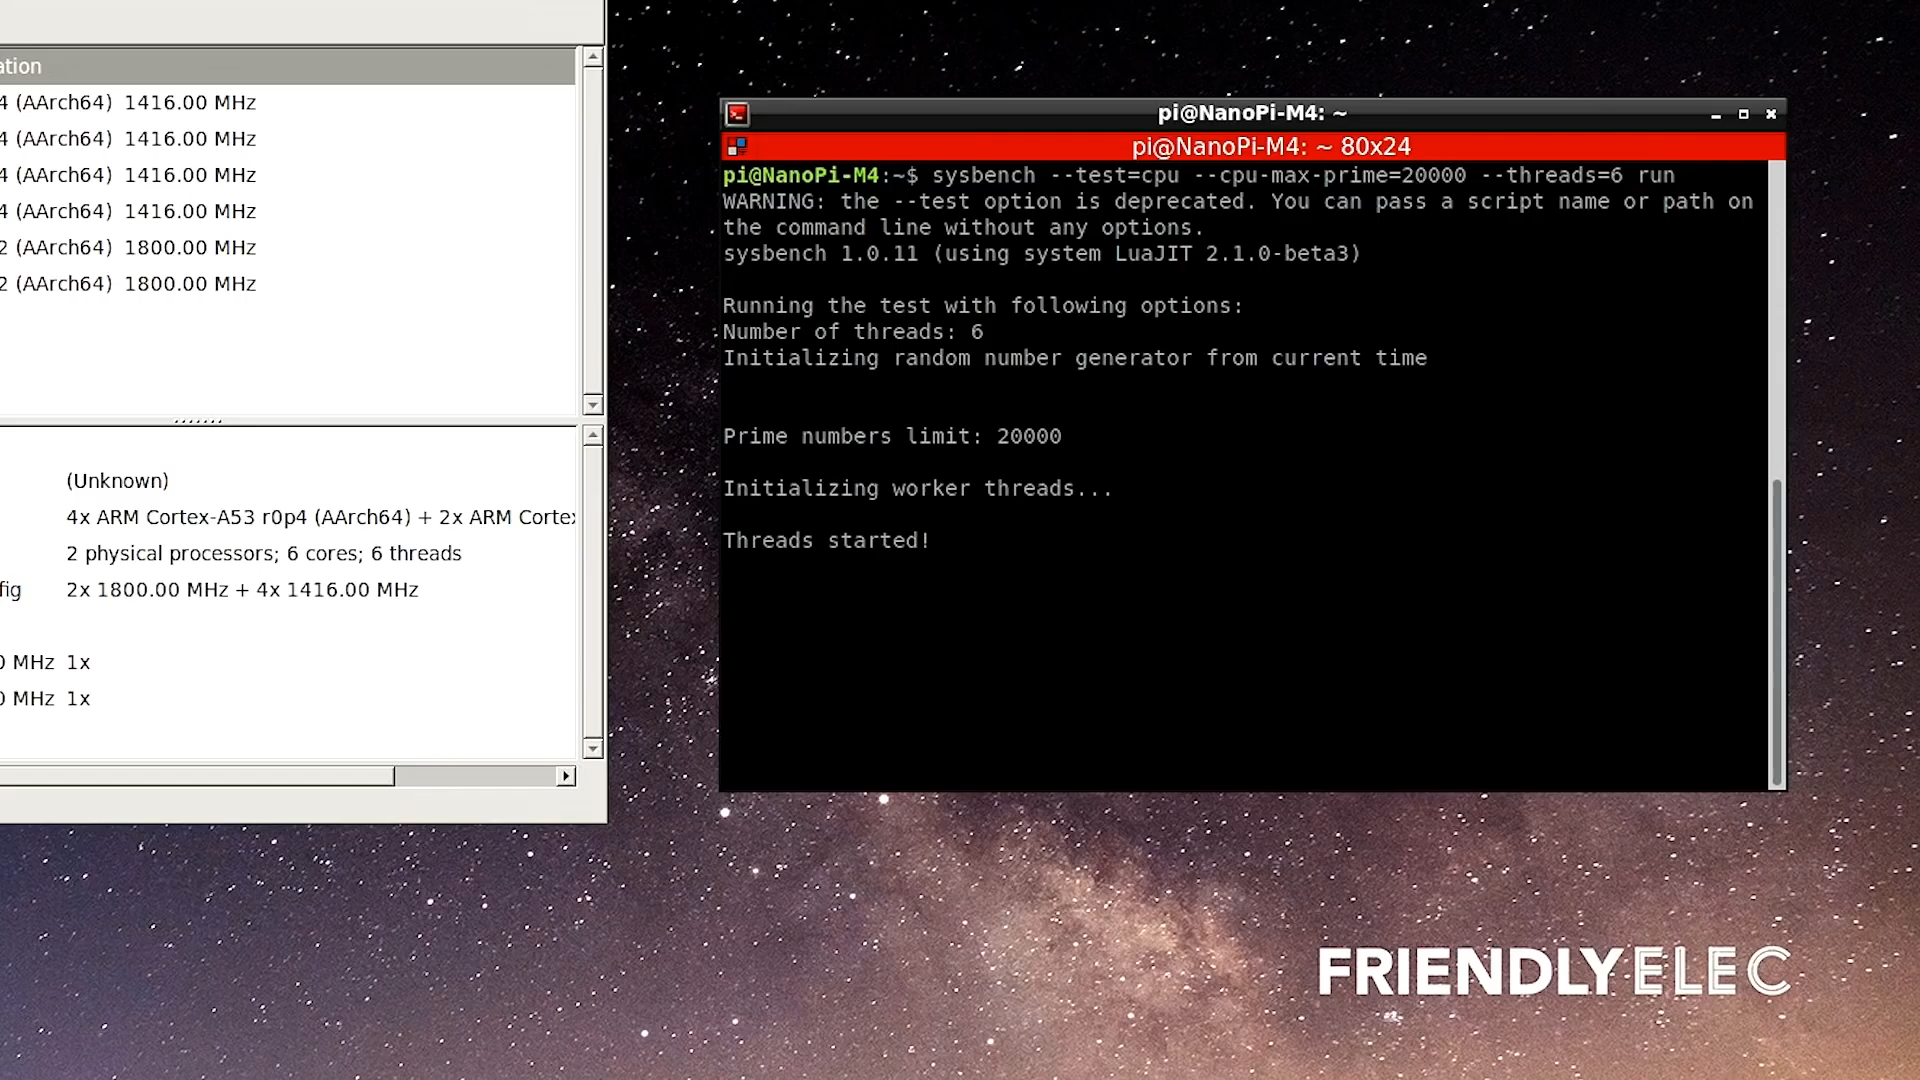 ation
4 (AArch64) 1416.00 MHz
4 (AArch64) 1416.00 MHz
4 (AArch64) 1416.00 MHz
4 (AArch64) 1416.00 MHz
2 (AArch64) 1800.00 MHz
2 (AArch64) 1800.00 MHz
(Unknown)
4x ARM Cortex-A53 r0p4 (AArch64) + 2x ARM Cortex
2 physical processors; 6 cores; 6 threads
fig 2x 1800.00 MHz + 4x 1416.00 MHz
0 MHz 1x
0 MHz 1x
pi@NanoPi-M4: ~
pi@NanoPi-M4: ~ 80x24
pi@NanoPi-M4:~$ sysbench --test=cpu --cpu-max-prime=20000 --threads=6 run
WARNING: the --test option is deprecated. You can pass a script name or path on
the command line without any options.
sysbench 1.0.11 (using system LuaJIT 2.1.0-beta3)
Running the test with following options:
Number of threads: 6
Initializing random number generator from current time
Prime numbers limit: 20000
Initializing worker threads...
Threads started!
FRIENDLYELEC